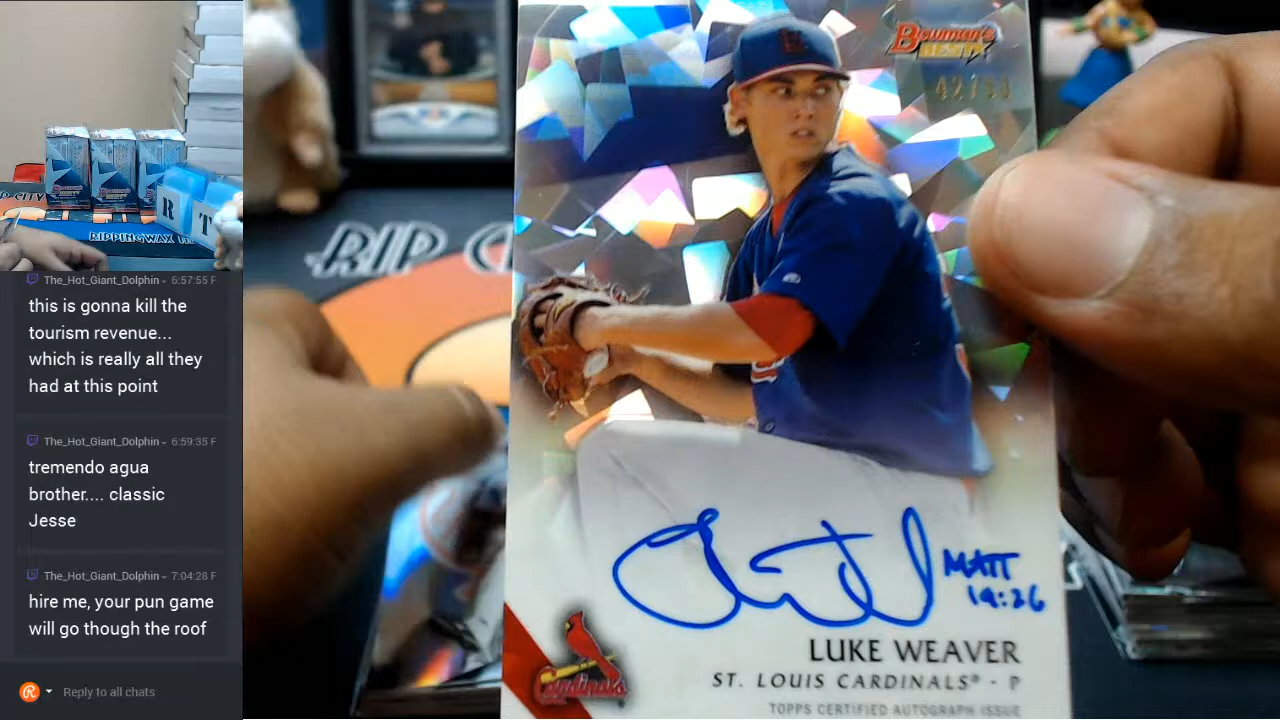 The_Hot_Giant_Dolphin 6:57:55 F
this is gonna kill the
tourism revenue...
which is really all they
had at this point
The_Hot_Giant_Dolphin 6:59:35 F
tremendo agua
brother.... classic
Jesse
The_Hot_Giant_Dolphin 7:04:28 F
hire me, your pun game
will go though the roof
Reply to all chats
RIPPINGWAX
R
T
RIP C
Bowman's
BEST
MATT
19:26
LUKE WEAVER
Cardinals
ST. LOUIS CARDINALS® - P
TOPPS CERTIFIED AUTOGRAPH ISSUE